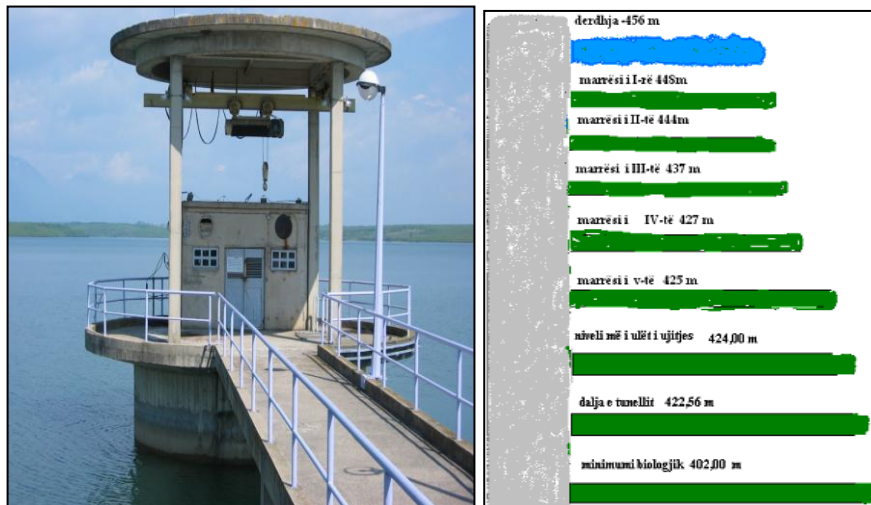 derdhja -456 m
marrësi i I-rë 448m
marrësi i II-të 444m
marrësi i III-të 437 m
marrësi i IV-të 427 m
marrësi i v-të 425 m
niveli më i ulët i ujitjes 424,00 m
dalja e tunellit 422,56 m
minimumi biologjik 402,00 m